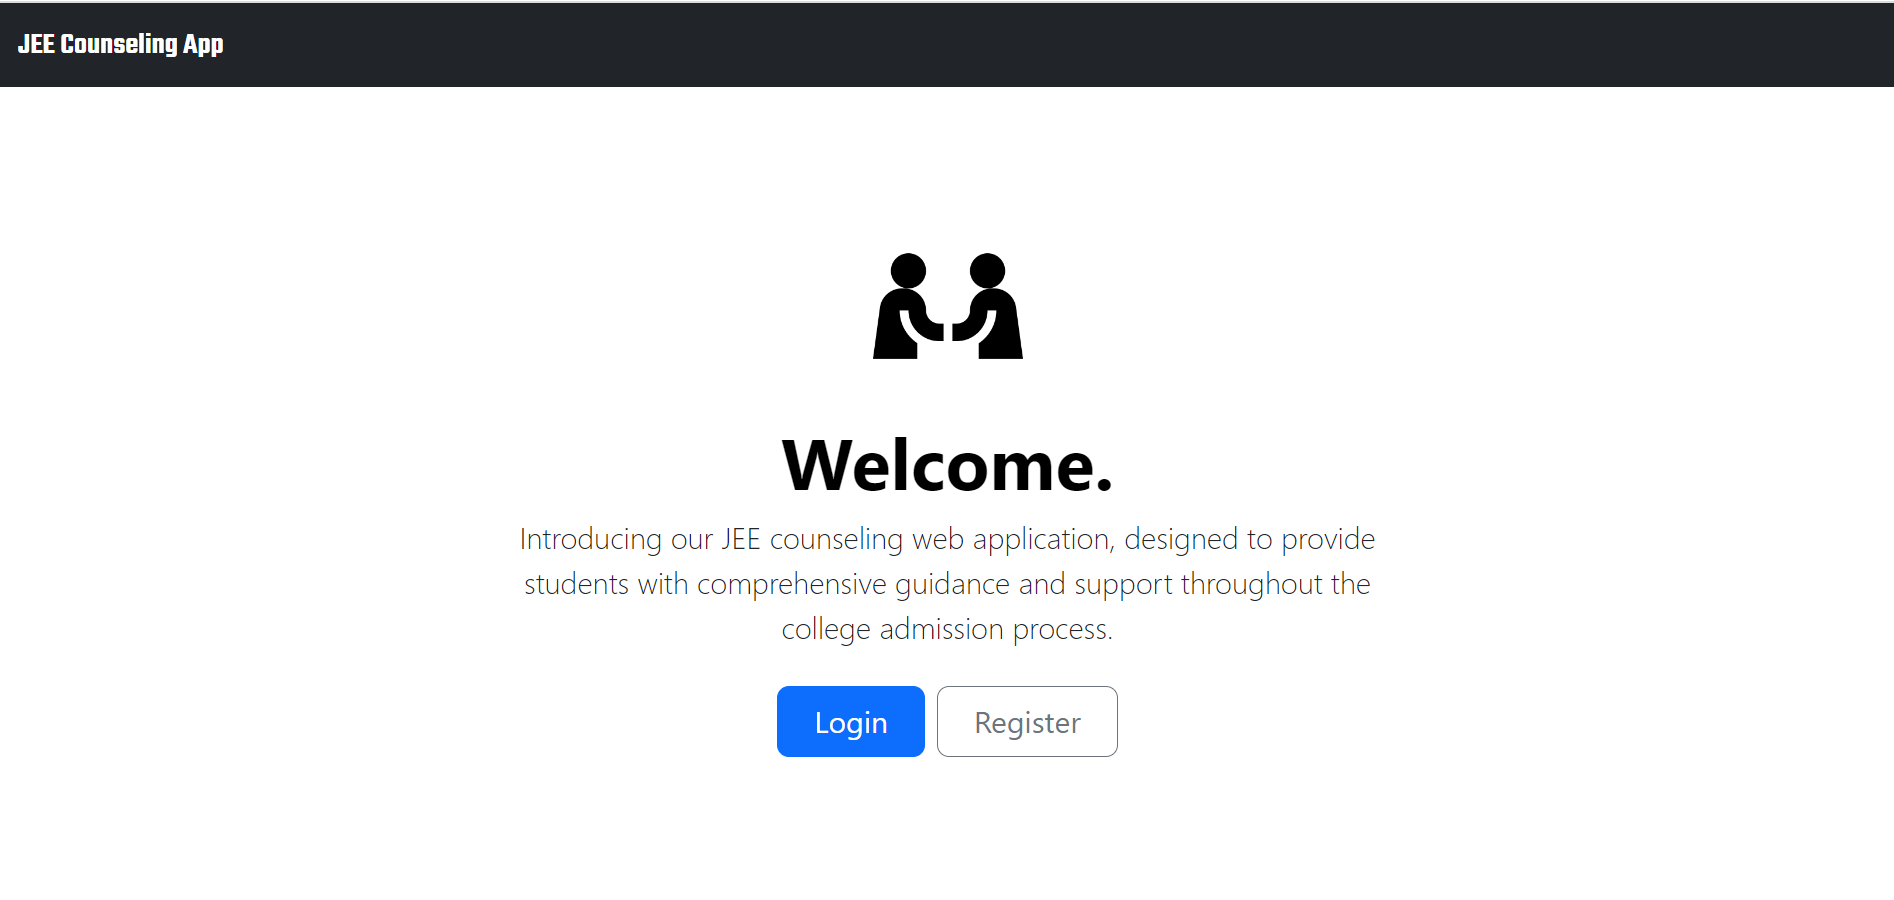 JEE Counseling App
Welcome.
Introducing our JEE counseling web application, designed to provide
students with comprehensive guidance and support throughout the
college admission process.
Login Register